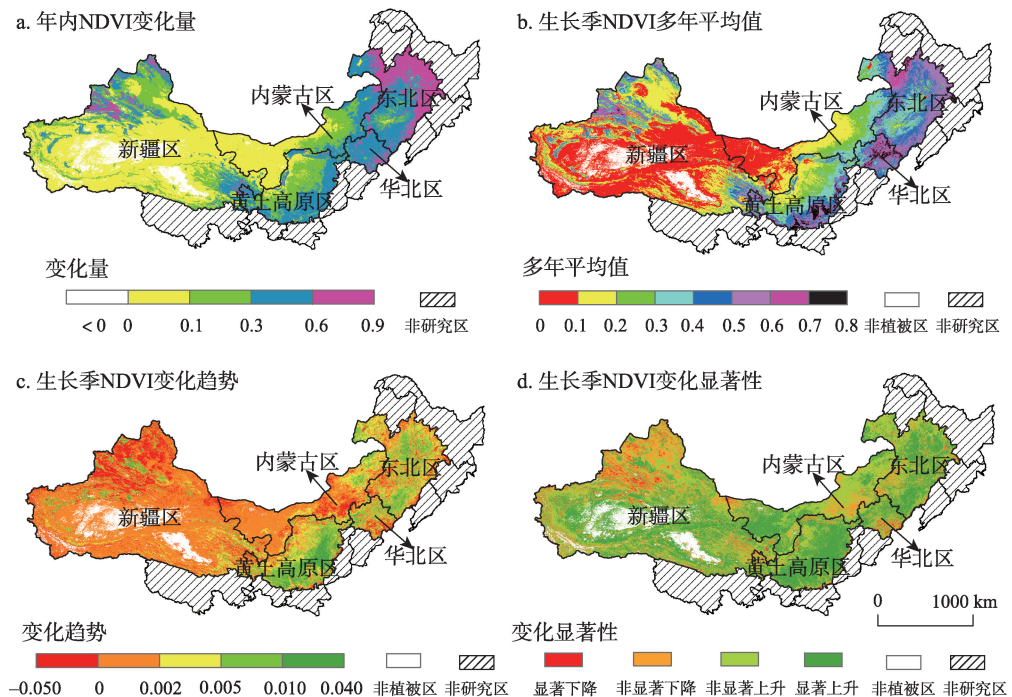 a. 年内NDVI变化量
内蒙古区
东北区
新疆区
华北区
黄土高原区
变化量
< 0 0 0.1 0.3 0.6 0.9 非研究区
b. 生长季NDVI多年平均值
内蒙古区
东北区
新疆区
华北区
黄土高原区
多年平均值
0 0.1 0.2 0.3 0.4 0.5 0.6 0.7 0.8 非植被区 非研究区
c. 生长季NDVI变化趋势
内蒙古区
东北区
新疆区
华北区
黄土高原区
变化趋势
−0.050 0 0.002 0.005 0.010 0.040 非植被区 非研究区
d. 生长季NDVI变化显著性
内蒙古区
东北区
新疆区
华北区
黄土高原区
0 1000 km
变化显著性
显著下降 非显著下降 非显著上升 显著上升 非植被区 非研究区